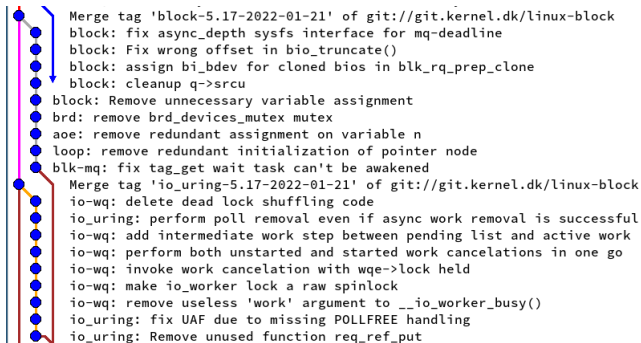 Merge tag 'block-5.17-2022-01-21' of git://git.kernel.dk/linux-block
block: fix async_depth sysfs interface for mq-deadline
block: Fix wrong offset in bio_truncate()
block: assign bi_bdev for cloned bios in blk_rq_prep_clone
block: cleanup q->srcu
block: Remove unnecessary variable assignment
brd: remove brd_devices_mutex mutex
aoe: remove redundant assignment on variable n
loop: remove redundant initialization of pointer node
blk-mq: fix tag_get wait task can't be awakened
Merge tag 'io_uring-5.17-2022-01-21' of git://git.kernel.dk/linux-block
io-wq: delete dead lock shuffling code
io_uring: perform poll removal even if async work removal is successful
io-wq: add intermediate work step between pending list and active work
io-wq: perform both unstarted and started work cancelations in one go
io-wq: invoke work cancelation with wqe->lock held
io-wq: make io_worker lock a raw spinlock
io-wq: remove useless 'work' argument to __io_worker_busy()
io_uring: fix UAF due to missing POLLFREE handling
io_uring: Remove unused function req_ref_put